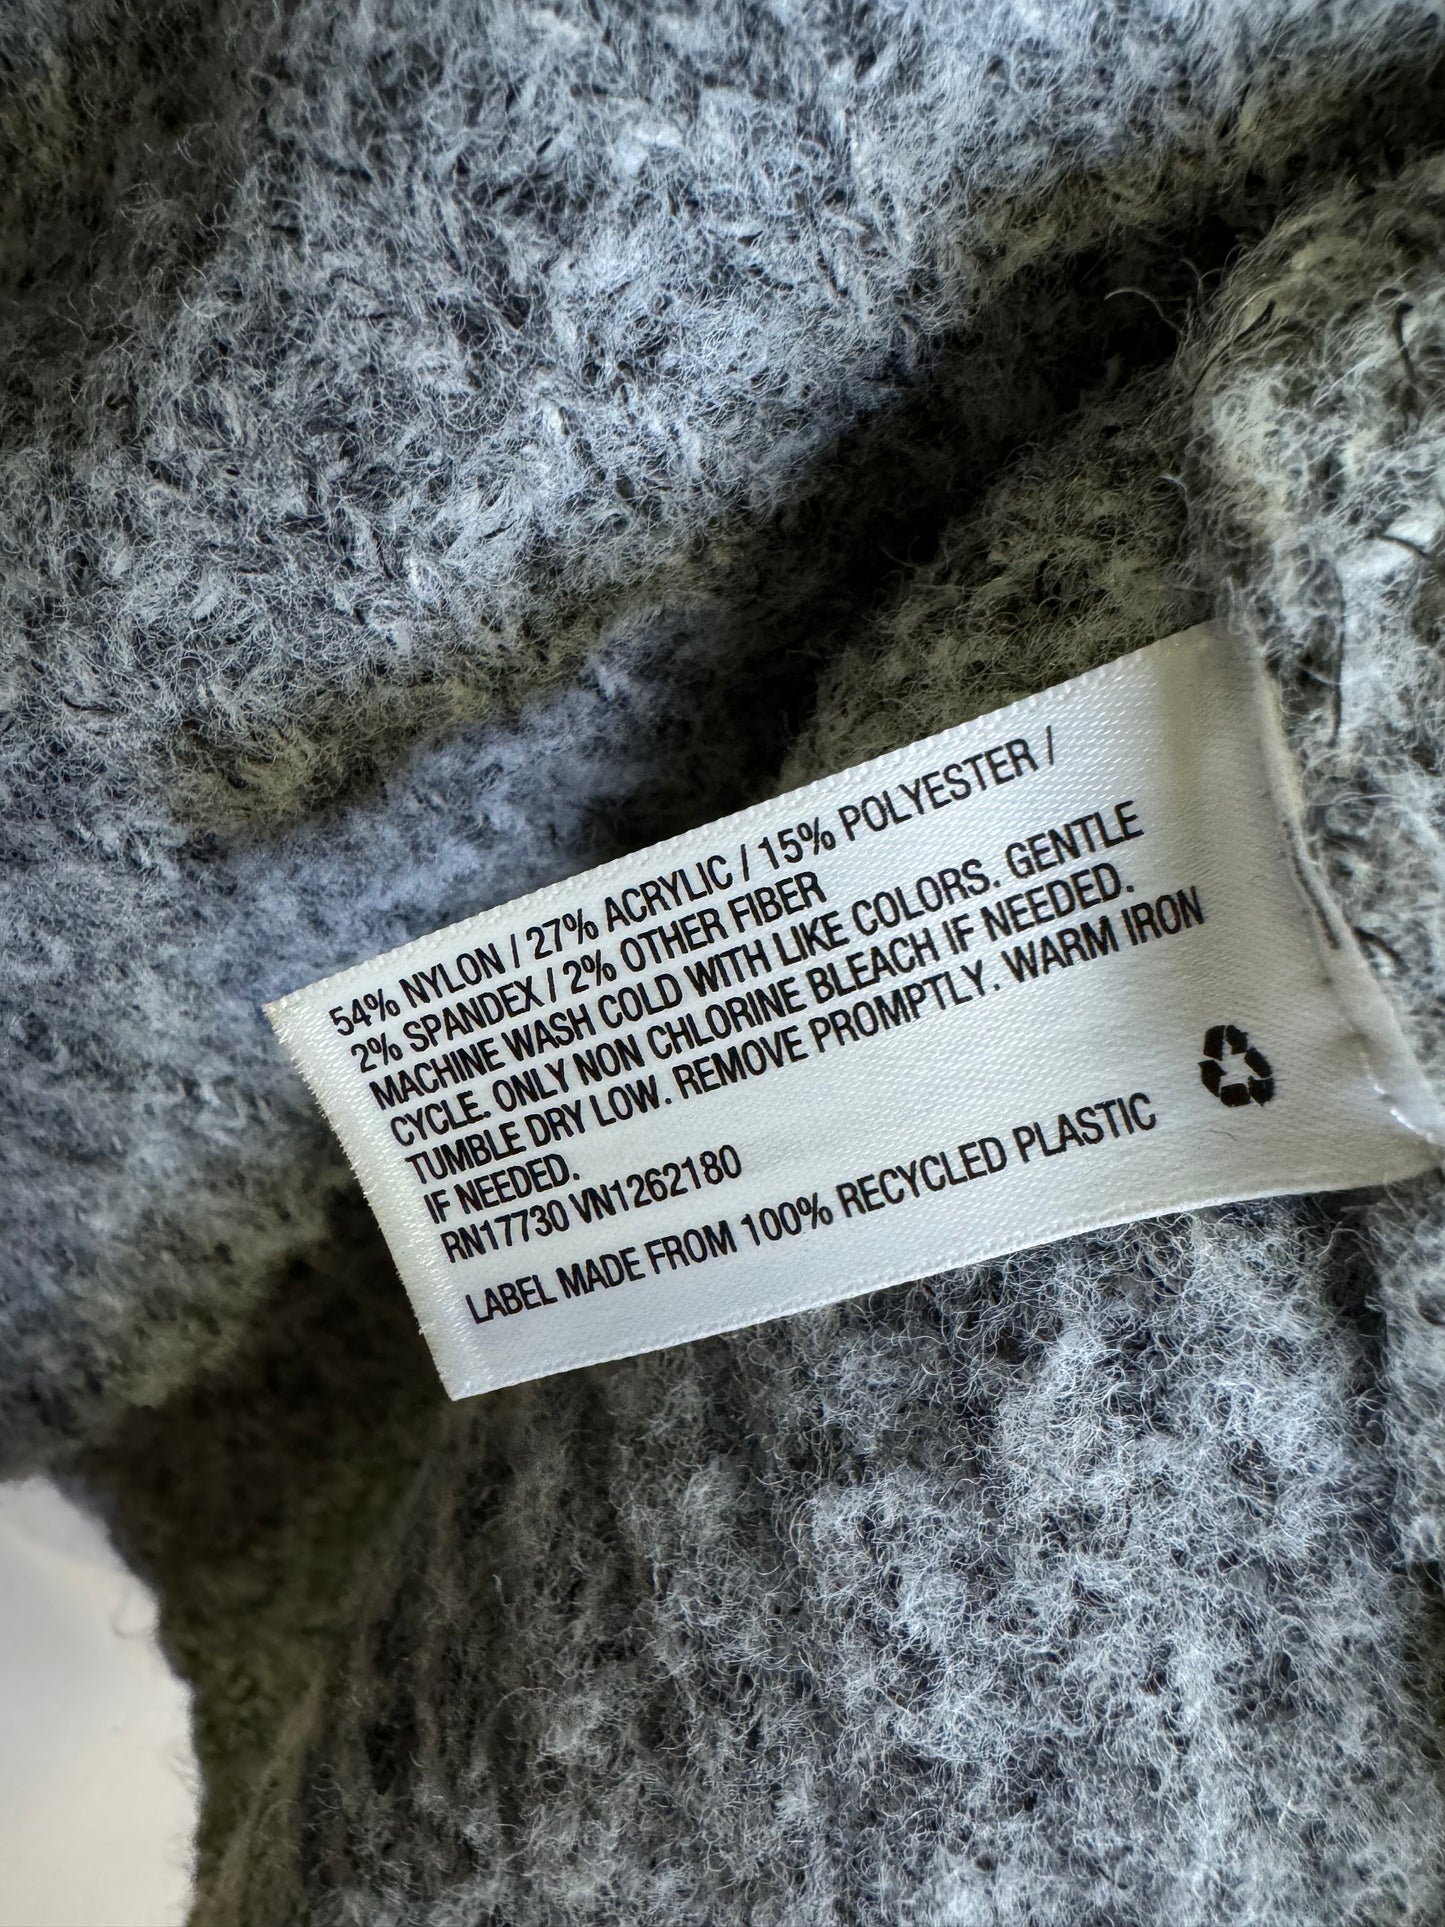 54% NYLON / 27% ACRYLIC / 15% POLYESTER /
2% SPANDEX / 2% OTHER FIBER
MACHINE WASH COLD WITH LIKE COLORS. GENTLE
CYCLE. ONLY NON CHLORINE BLEACH IF NEEDED.
TUMBLE DRY LOW. REMOVE PROMPTLY. WARM IRON
IF NEEDED.
RN17730 VN1262180
LABEL MADE FROM 100% RECYCLED PLASTIC